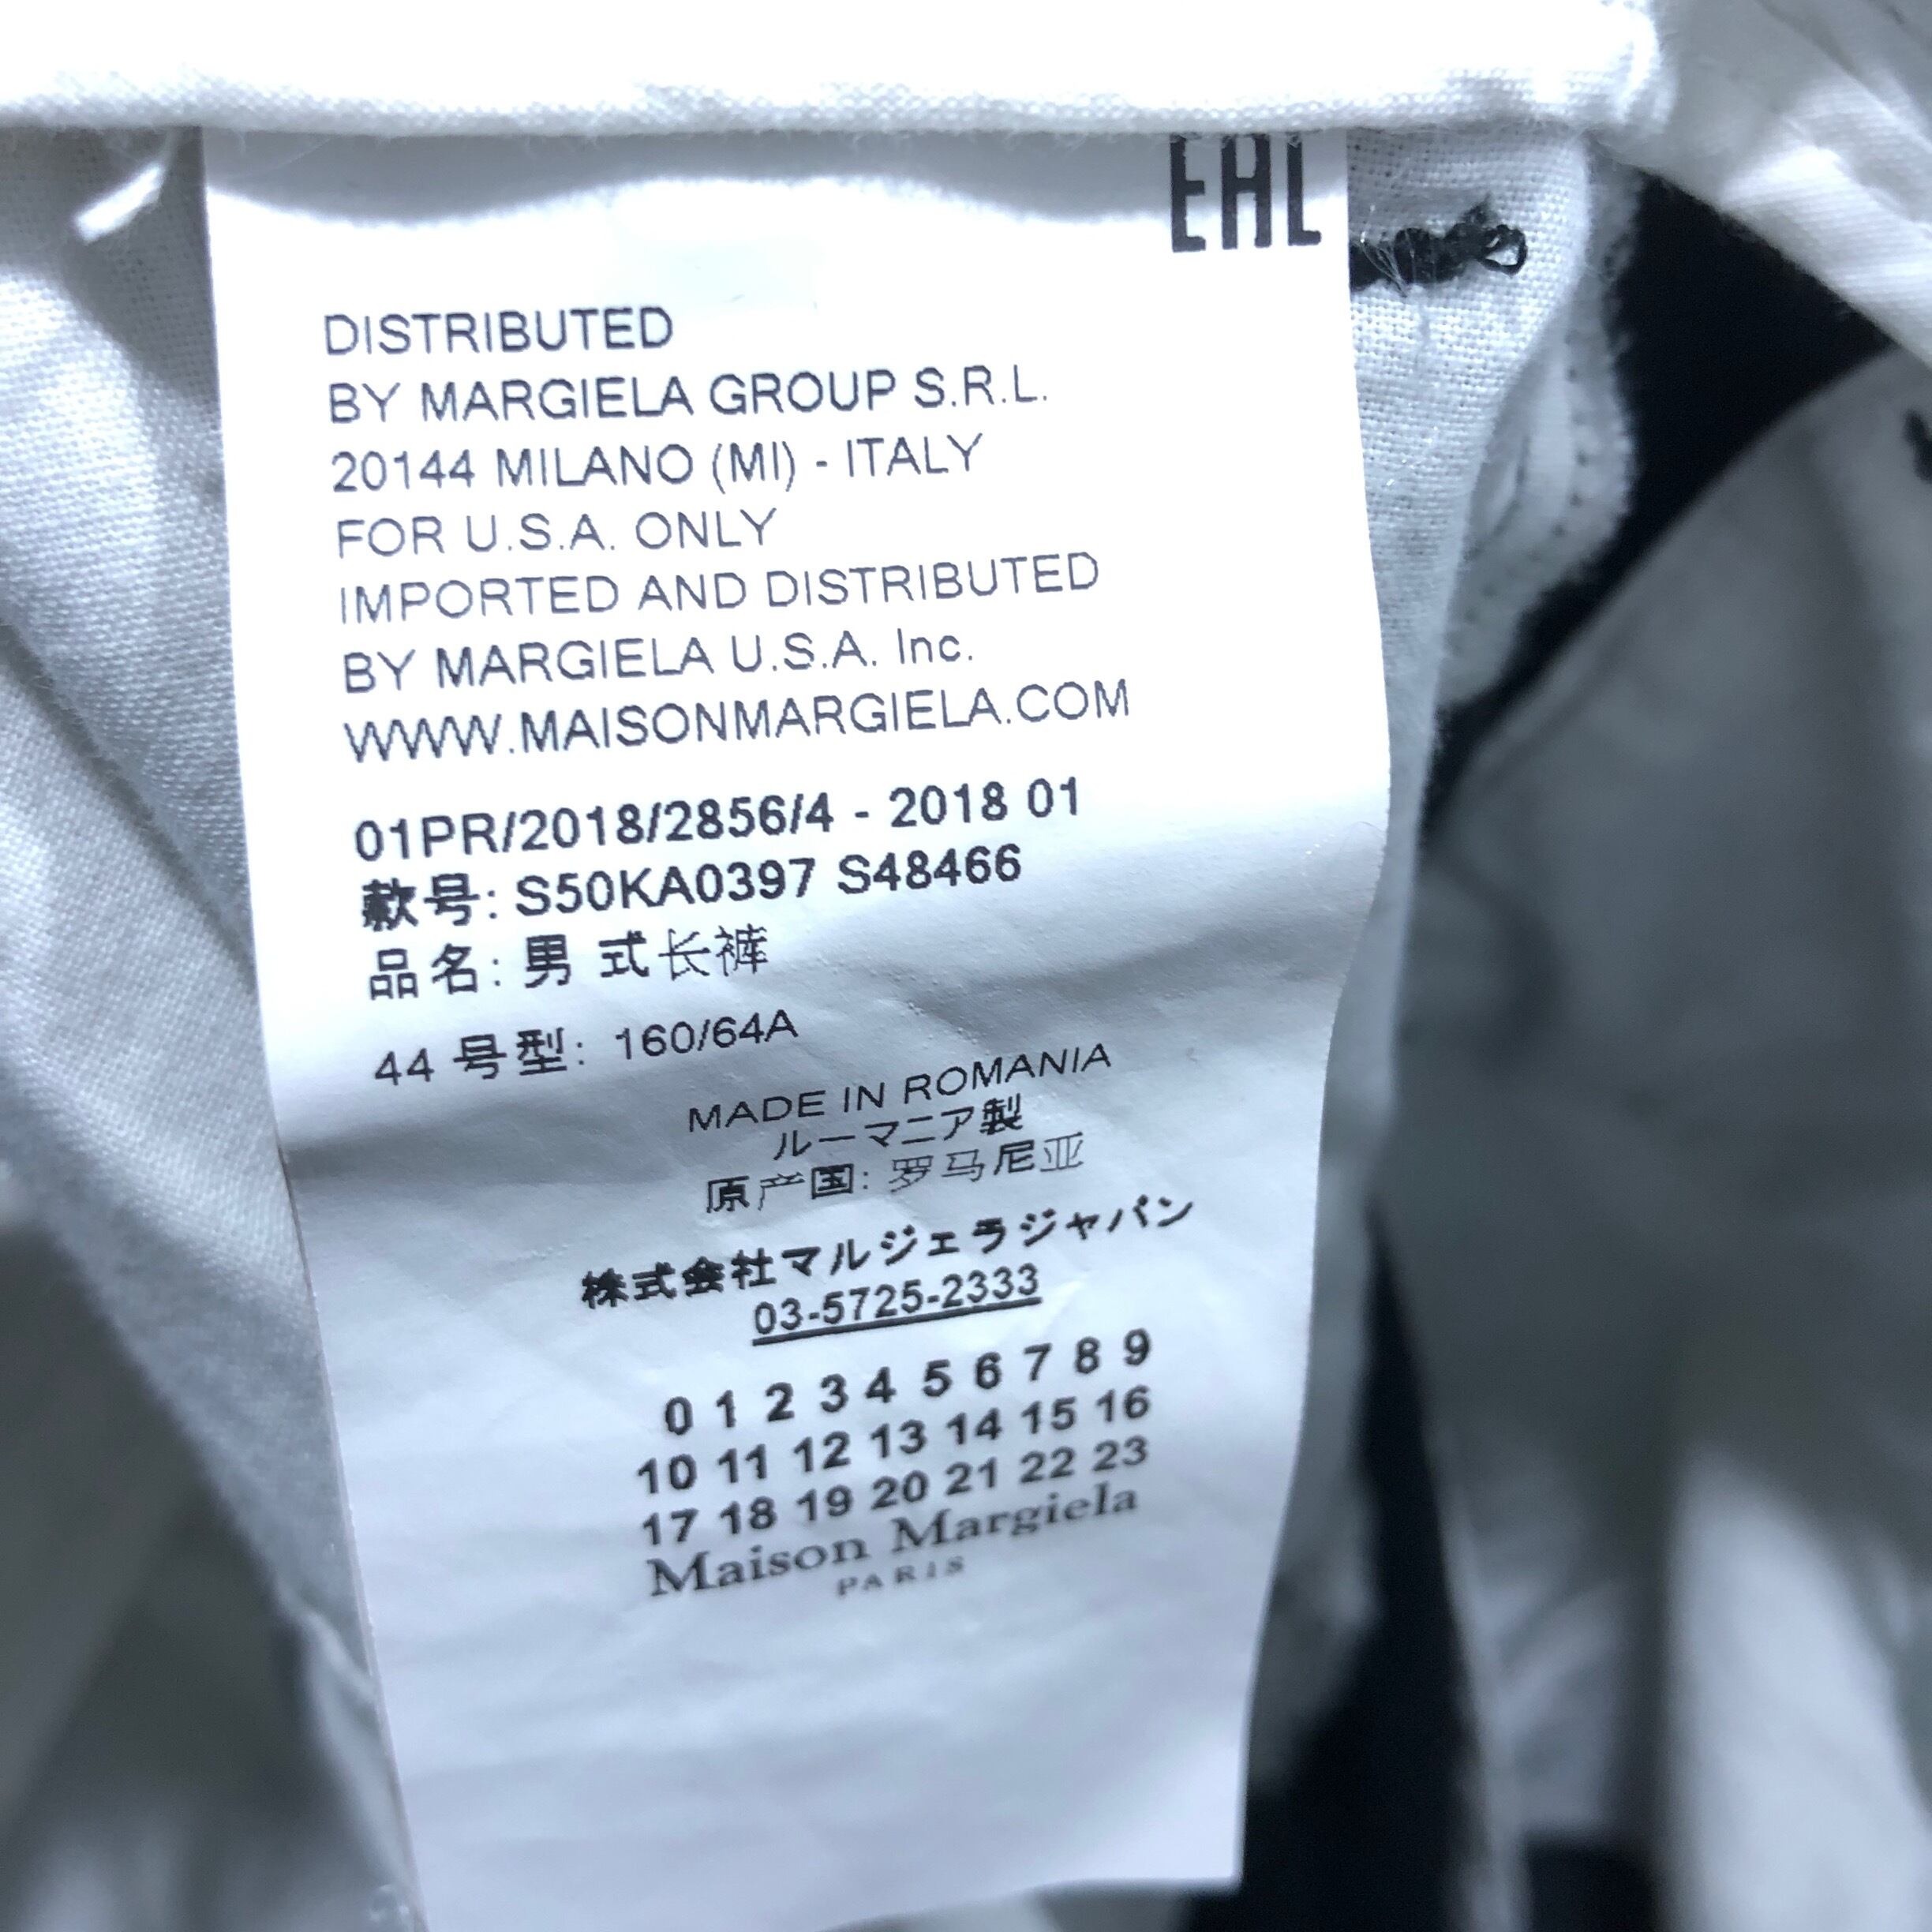 EAC
DISTRIBUTED
BY MARGIELA GROUP S.R.L.
20144 MILANO (MI) - ITALY
FOR U.S.A. ONLY
IMPORTED AND DISTRIBUTED
BY MARGIELA U.S.A. Inc.
WWW.MAISONMARGIELA.COM
01PR/2018/2856/4 - 2018 01
款号: S50KA0397 S48466
品名: 男 式长裤
44 号型: 160/64A
MADE IN ROMANIA
ルーマニア製
原产国: 罗马尼亚
株式会社マルジェラジャパン
03-5725-2333
0 1 2 3 4 5 6 7 8 9
10 11 12 13 14 15 16
17 18 19 20 21 22 23
Maison Margiela
PARIS